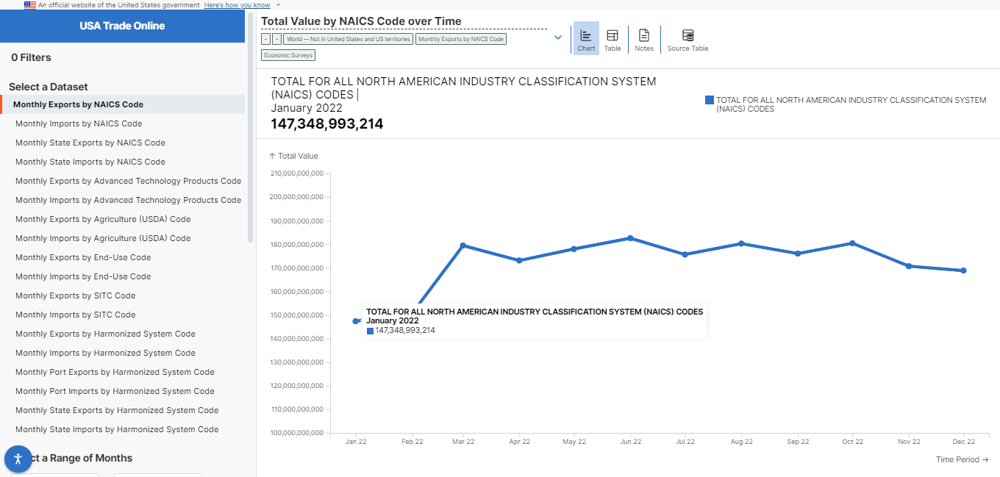 An official website of the United States government Here's how you know
USA Trade Online
0 Filters
Select a Dataset
Monthly Exports by NAICS Code
Monthly Imports by NAICS Code
Monthly State Exports by NAICS Code
Monthly State Imports by NAICS Code
Monthly Exports by Advanced Technology Products Code
Monthly Imports by Advanced Technology Products Code
Monthly Exports by Agriculture (USDA) Code
Monthly Imports by Agriculture (USDA) Code
Monthly Exports by End-Use Code
Monthly Imports by End-Use Code
Monthly Exports by SITC Code
Monthly Imports by SITC Code
Monthly Exports by Harmonized System Code
Monthly Imports by Harmonized System Code
Monthly Port Exports by Harmonized System Code
Monthly Port Imports by Harmonized System Code
Monthly State Exports by Harmonized System Code
Monthly State Imports by Harmonized System Code
ct a Range of Months
Total Value by NAICS Code over Time
- - World -- Not in United States and US territories Monthly Exports by NAICS Code
Economic Surveys
Chart Table Notes Source Table
TOTAL FOR ALL NORTH AMERICAN INDUSTRY CLASSIFICATION SYSTEM
(NAICS) CODES |
January 2022
147,348,993,214
TOTAL FOR ALL NORTH AMERICAN INDUSTRY CLASSIFICATION SYSTEM
(NAICS) CODES
↑ Total Value
210,000,000,000
200,000,000,000
190,000,000,000
180,000,000,000
170,000,000,000
160,000,000,000
150,000,000,000
140,000,000,000
130,000,000,000
120,000,000,000
110,000,000,000
100,000,000,000
TOTAL FOR ALL NORTH AMERICAN INDUSTRY CLASSIFICATION SYSTEM (NAICS) CODES
January 2022
147,348,993,214
Jan 22 Feb 22 Mar 22 Apr 22 May 22 Jun 22 Jul 22 Aug 22 Sep 22 Oct 22 Nov 22 Dec 22
Time Period →